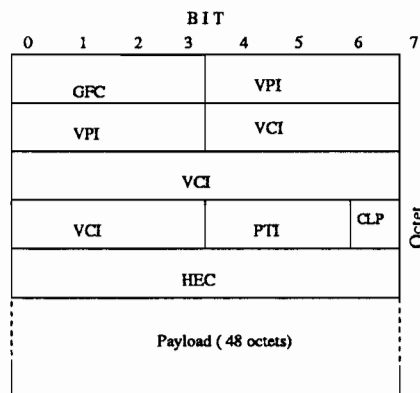 BIT
0 1 2 3 4 5 6 7
GFC VPI
VPI VCI
VCI
VCI PTI CLP
Octet
HEC
Payload ( 48 octets)